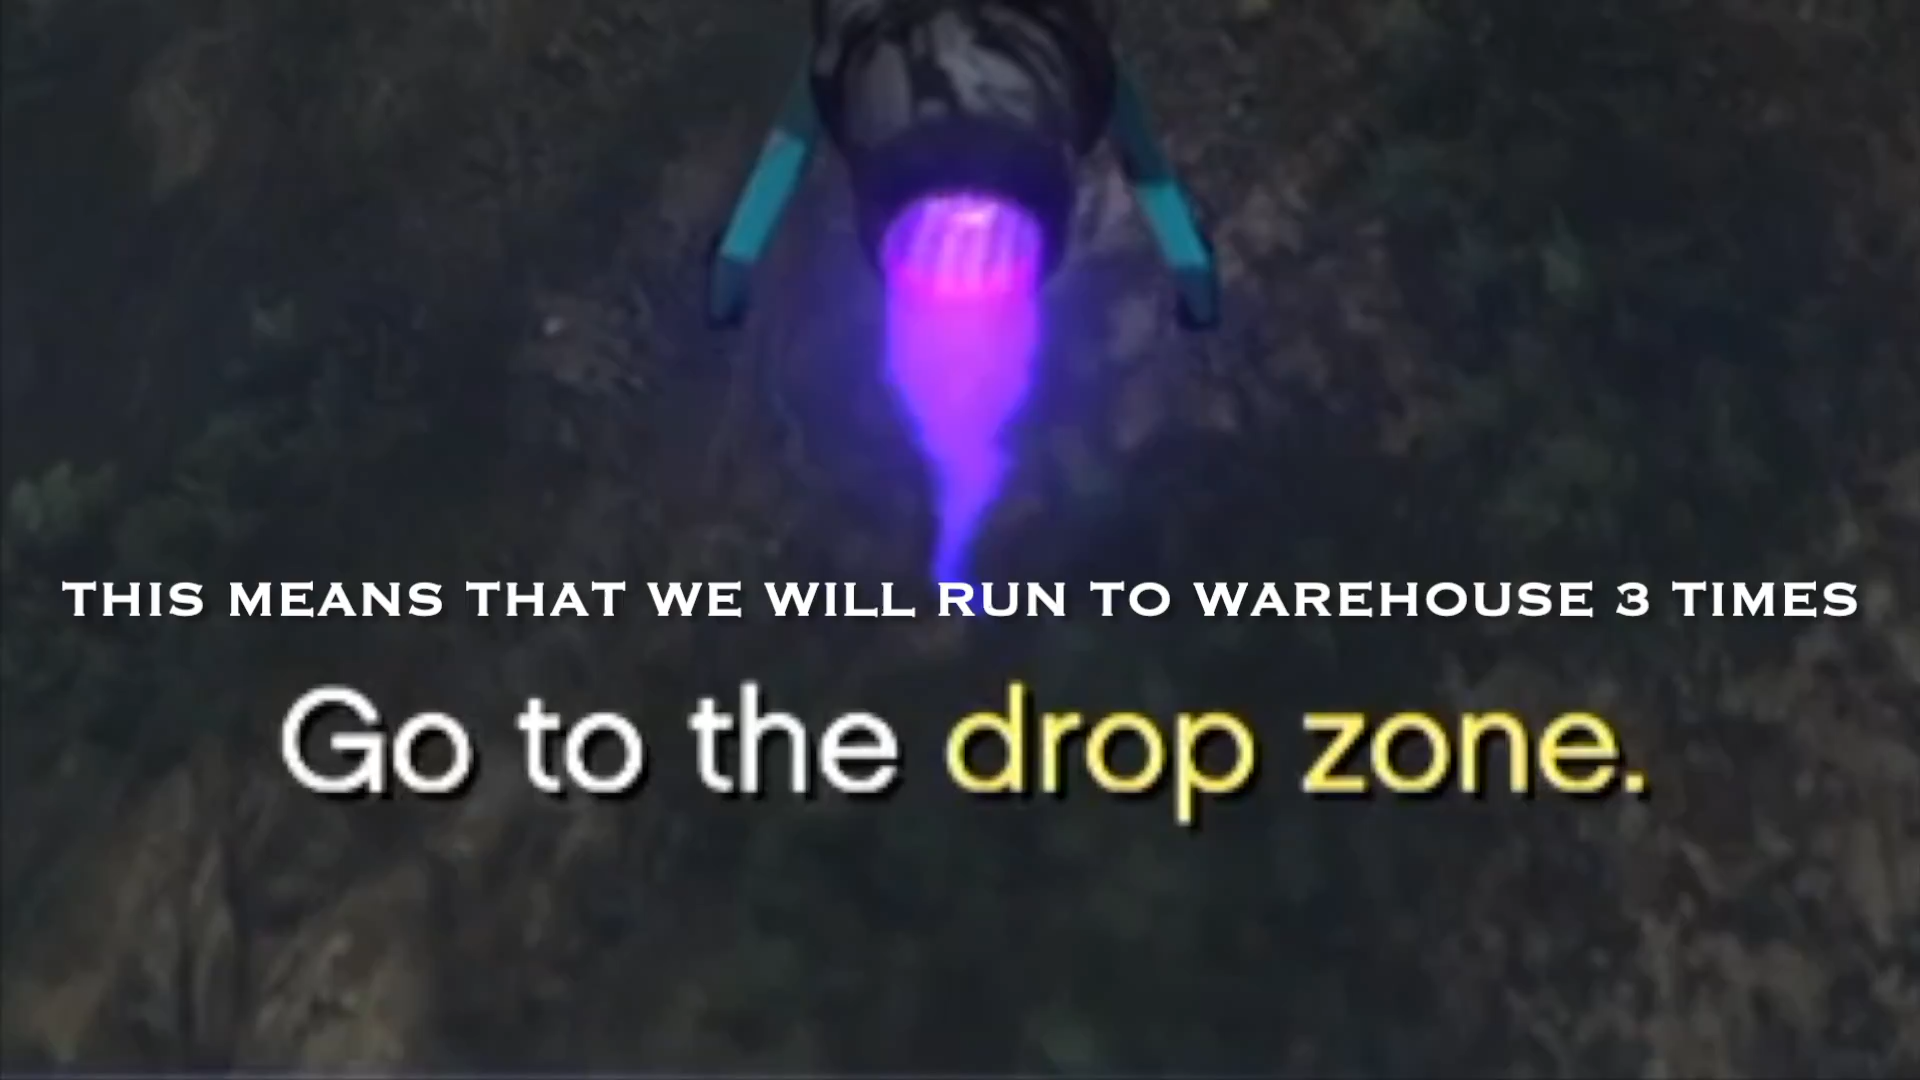 THIS MEANS THAT WE WILL RUN TO WAREHOUSE 3 TIMES
Go to the drop zone.